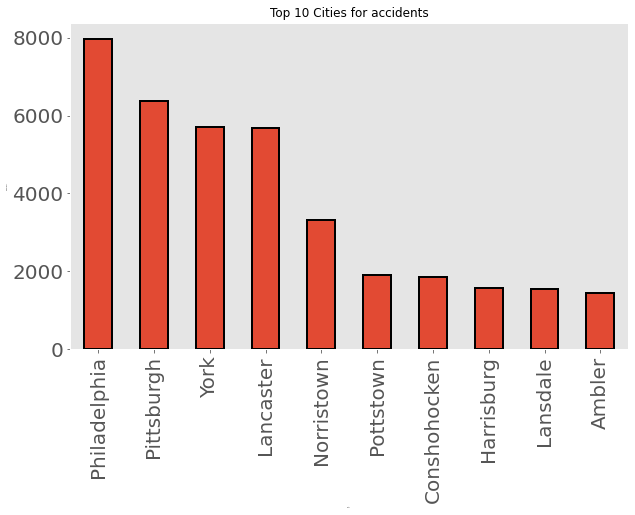 Top 10 Cities for accidents
8000
6000
4000
2000
0
Philadelphia
Pittsburgh
York
Lancaster
Norristown
Pottstown
Conshohocken
Harrisburg
Lansdale
Ambler